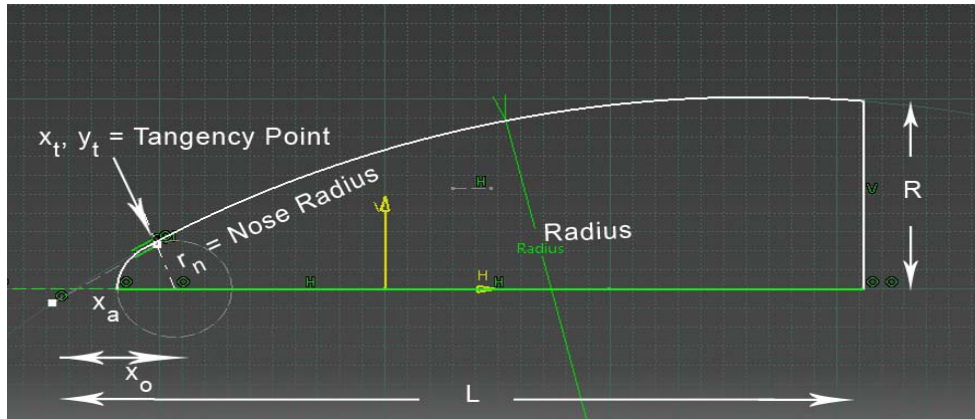 xₜ, yₜ = Tangency Point
rₙ = Nose Radius
Radius
Radius
R
H
H
H
H
V
V
xₐ
xₒ
L